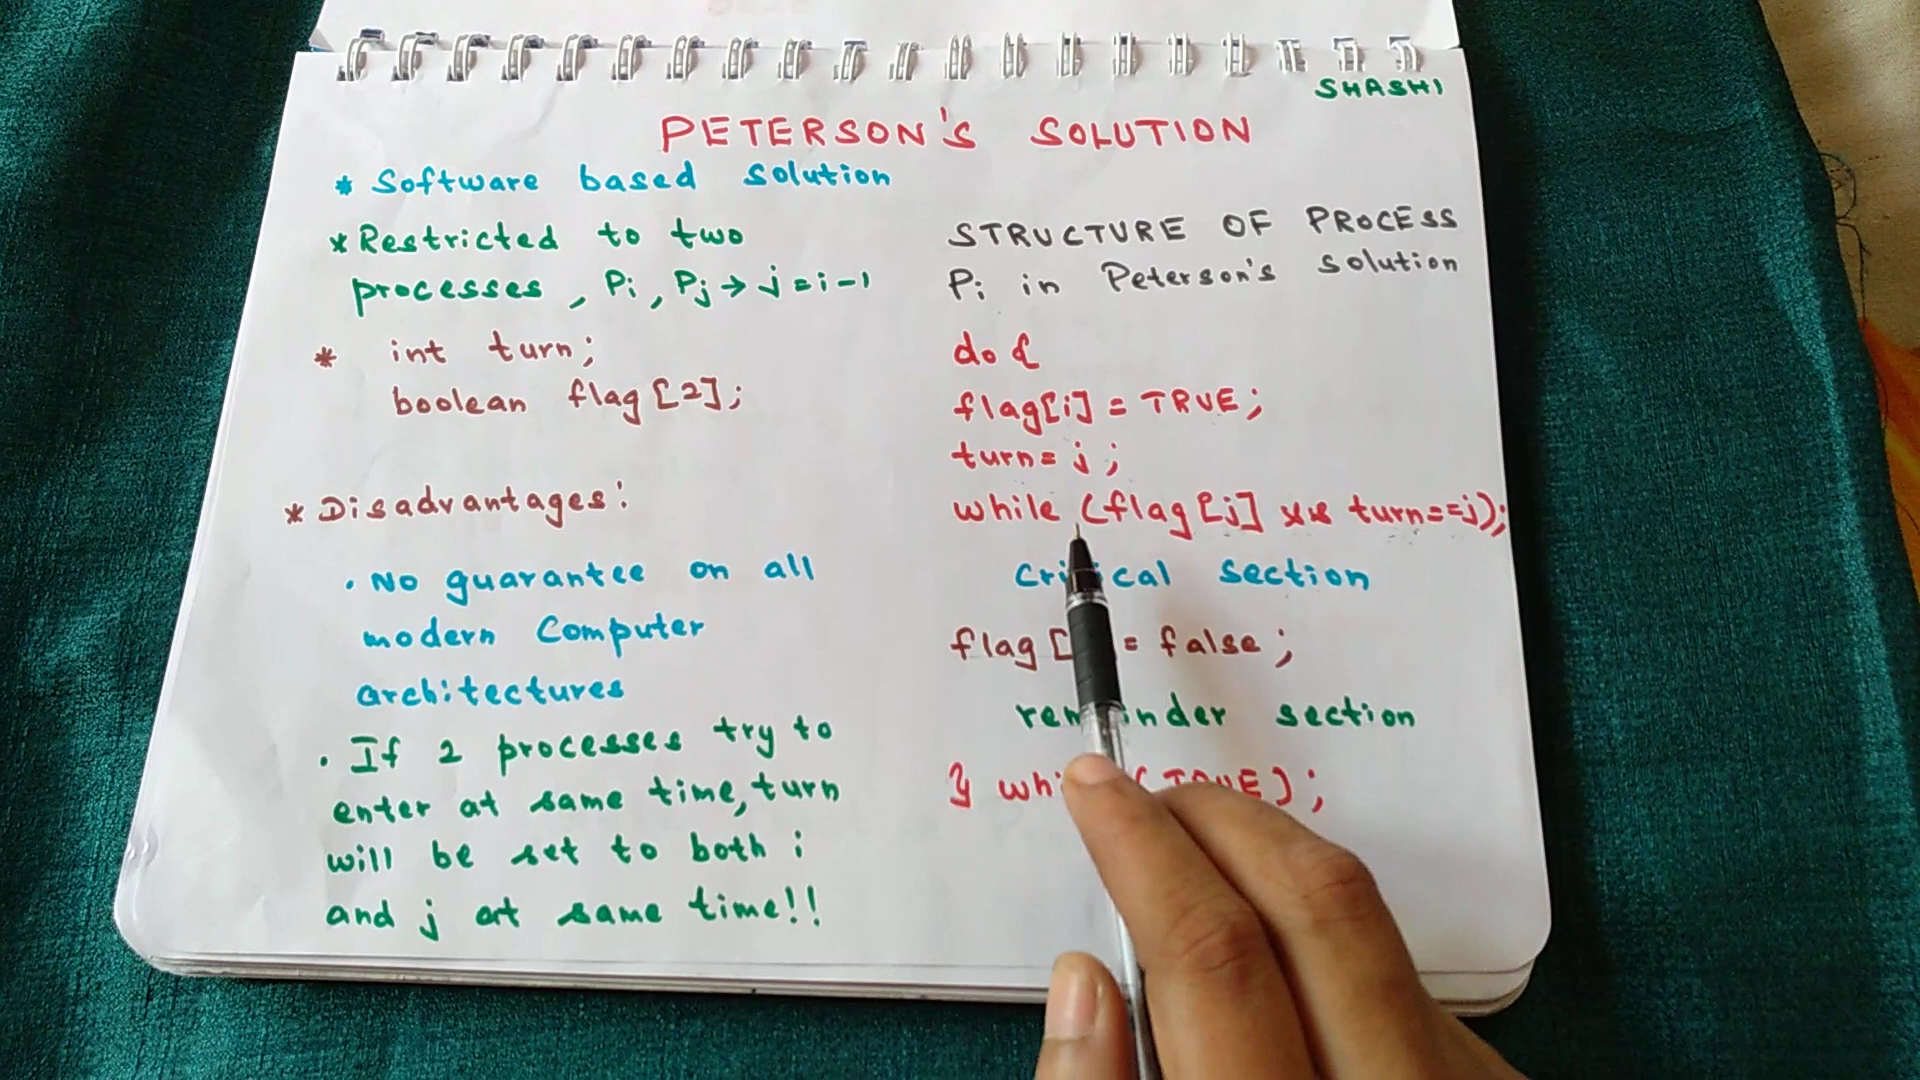 SHASHI
PETERSON'S SOLUTION
* Software based solution
* Restricted to two
processes, Pi, Pj → j = i-1
* int turn;
boolean flag [2];
* Disadvantages:
. No guarantee on all
modern Computer
architectures
. If 2 processes try to
enter at same time, turn
will be set to both i
and j at same time!!
STRUCTURE OF PROCESS
Pi in Peterson's solution
do {
flag[i] = TRUE;
turn= j;
while (flag [j] && turn==j);
section
flag [ = false;
section
}